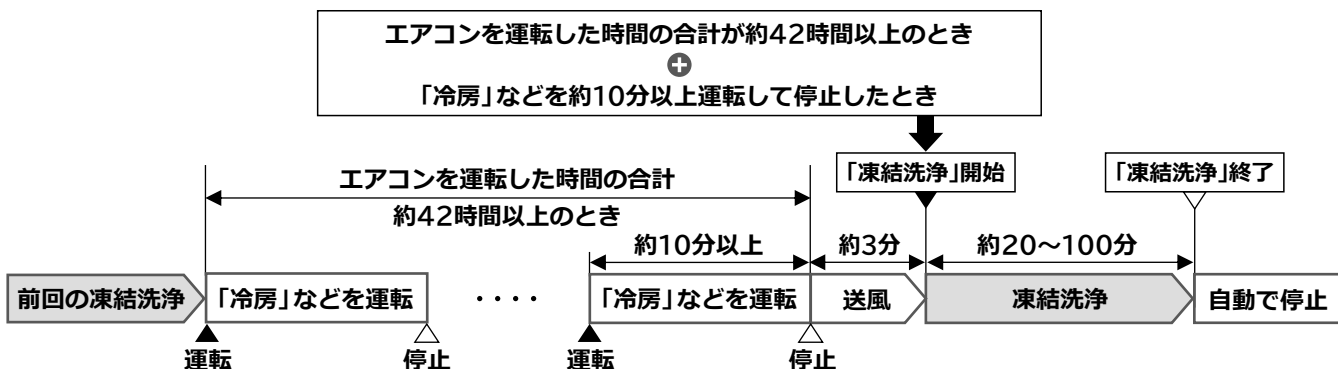 エアコンを運転した時間の合計が約42時間以上のとき
+
「冷房」などを約10分以上運転して停止したとき
「凍結洗浄」開始
「凍結洗浄」終了
エアコンを運転した時間の合計
約42時間以上のとき
約10分以上
約3分
約20〜100分
前回の凍結洗浄
「冷房」などを運転
・・・・
「冷房」などを運転
送風
凍結洗浄
自動で停止
運転
停止
運転
停止